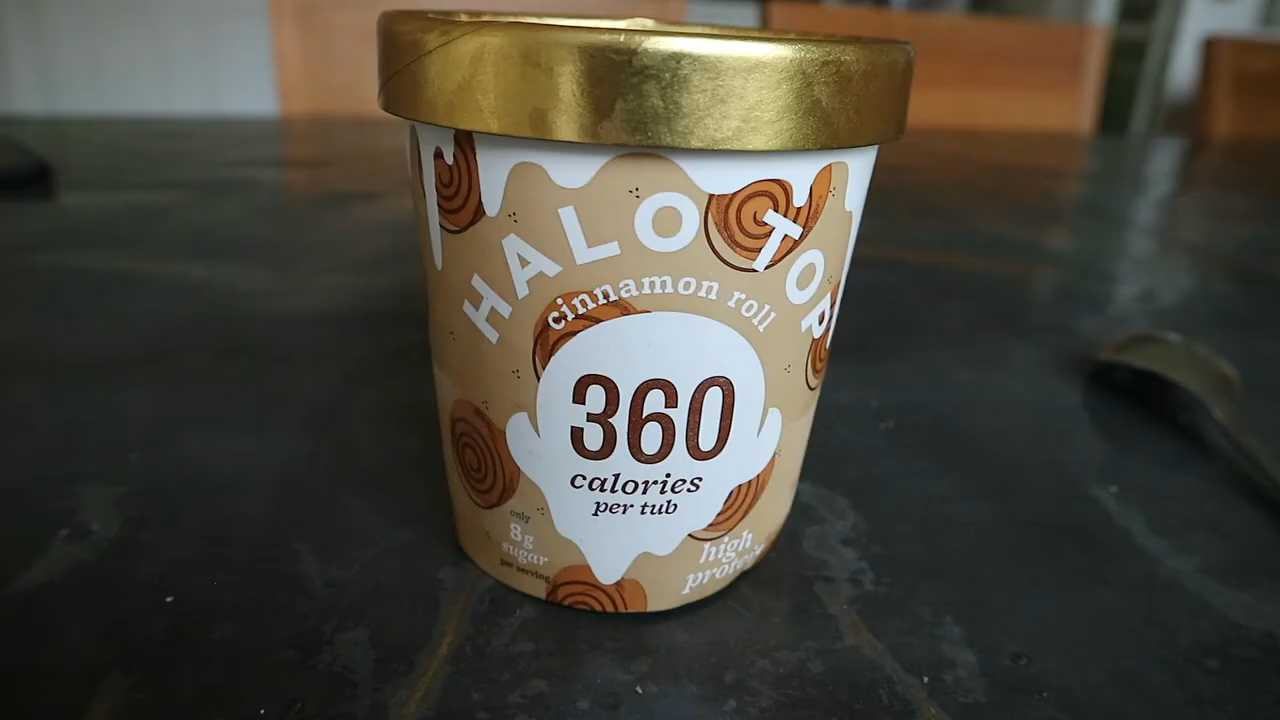 HALO TOP
cinnamon roll
360
calories
per tub
only
8g
sugar
per serving
high
protein